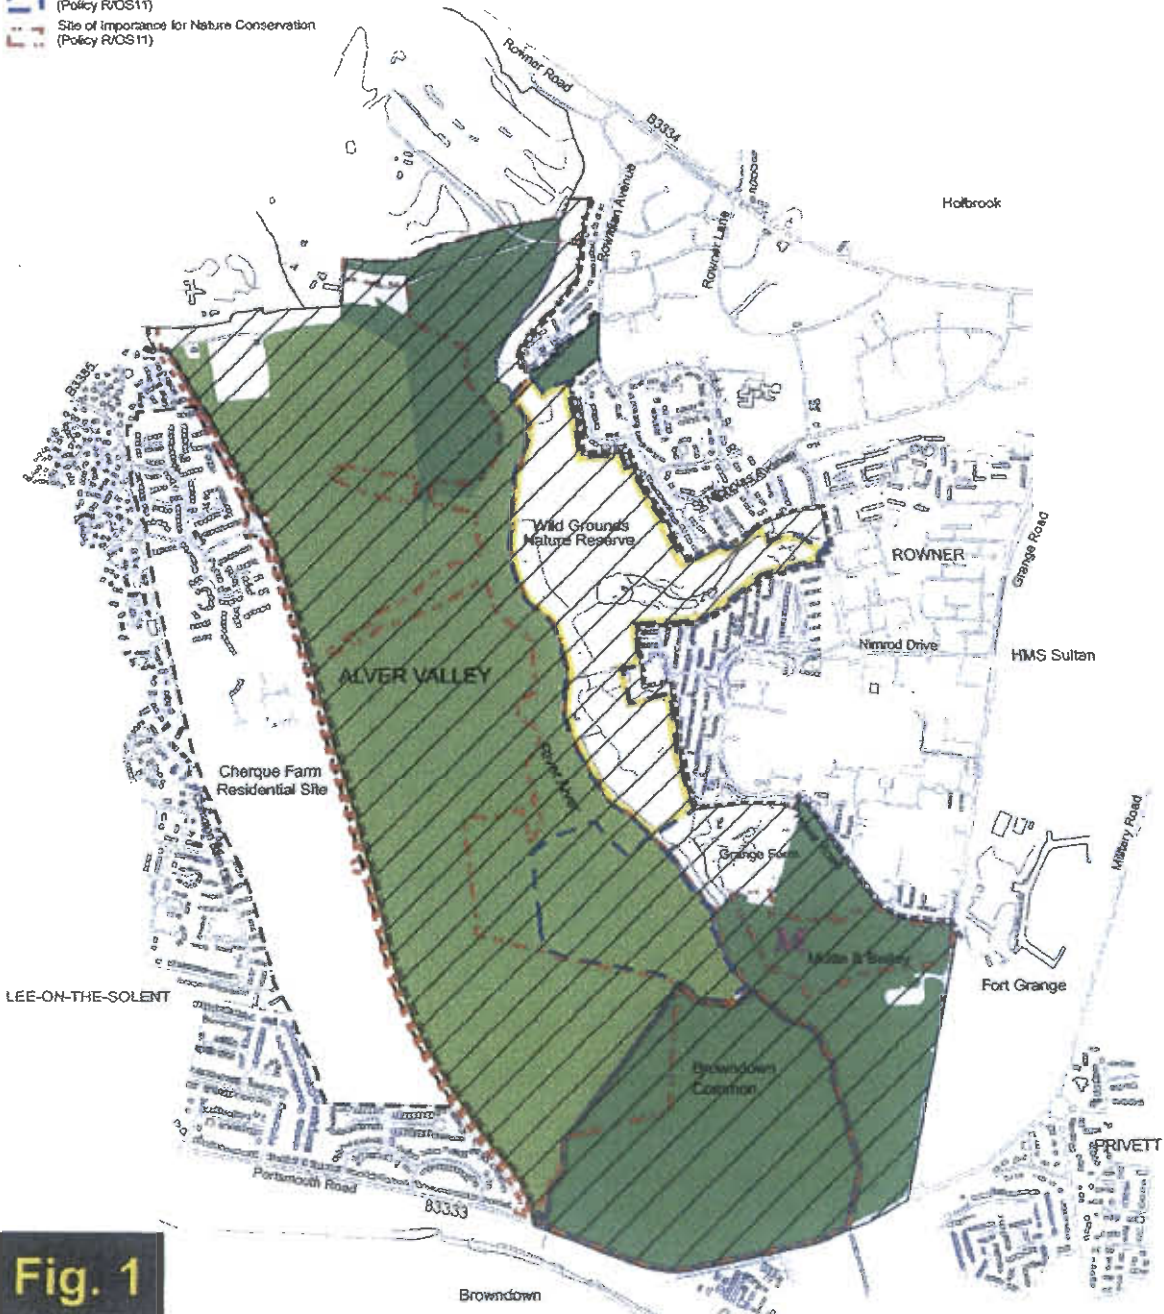 (Policy R/OS11)
Site of Importance for Nature Conservation
(Policy R/OS11)
Rowner Road
B3334
Holbrook
Rowner Lane
B3385
Wild Grounds
Nature Reserve
ROWNER
Grange Road
Nimrod Drive
HMS Sultan
ALVER VALLEY
River Alver
Cherque Farm
Residential Site
Grange Farm
Military Road
Motte & Bailey
Fort Grange
LEE-ON-THE-SOLENT
Browndown
Common
PRIVETT
Portsmouth Road
B3333
Fig. 1
Browndown